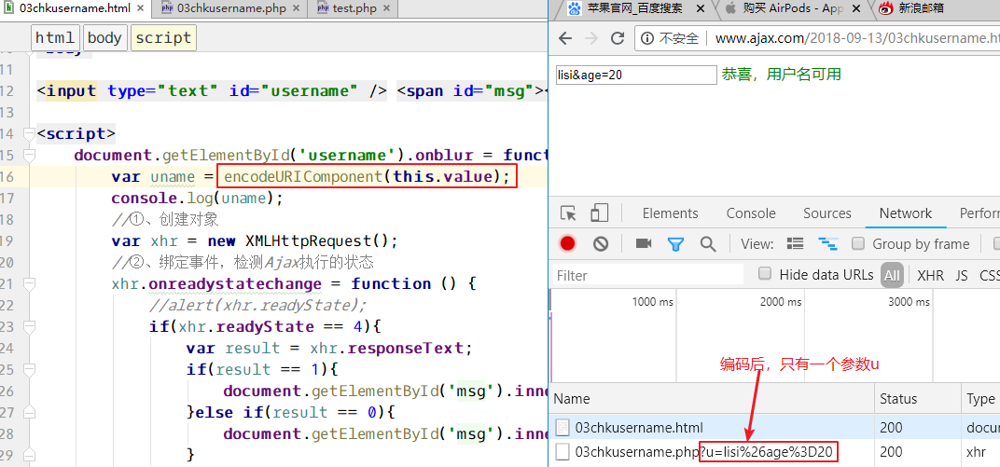 03chkusername.html × 03chkusername.php × test.php ×
html body script
11
12 <input type="text" id="username" /> <span id="msg"><
13
14 <script>
15 document.getElementById('username').onblur = funct
16 var uname = encodeURIComponent(this.value);
17 console.log(uname);
18 //①、创建对象
19 var xhr = new XMLHttpRequest();
20 //②、绑定事件，检测Ajax执行的状态
21 xhr.onreadystatechange = function () {
22 //alert(xhr.readyState);
23 if(xhr.readyState == 4){
24 var result = xhr.responseText;
25 if(result == 1){
26 document.getElementById('msg').inne
27 }else if(result == 0){
28 document.getElementById('msg').inne
29 }
苹果官网_百度搜索 × 购买 AirPods - App × 新浪邮箱
不安全 www.ajax.com/2018-09-13/03chkusername.ht
lisi&age=20 恭喜，用户名可用
Elements Console Sources Network Perforr
View: Group by frame
Filter Hide data URLs All XHR JS CSS
1000 ms 2000 ms 3000 ms
编码后，只有一个参数u
Name Status Type
03chkusername.html 200 docu
03chkusername.php?u=lisi%26age%3D20 200 xhr